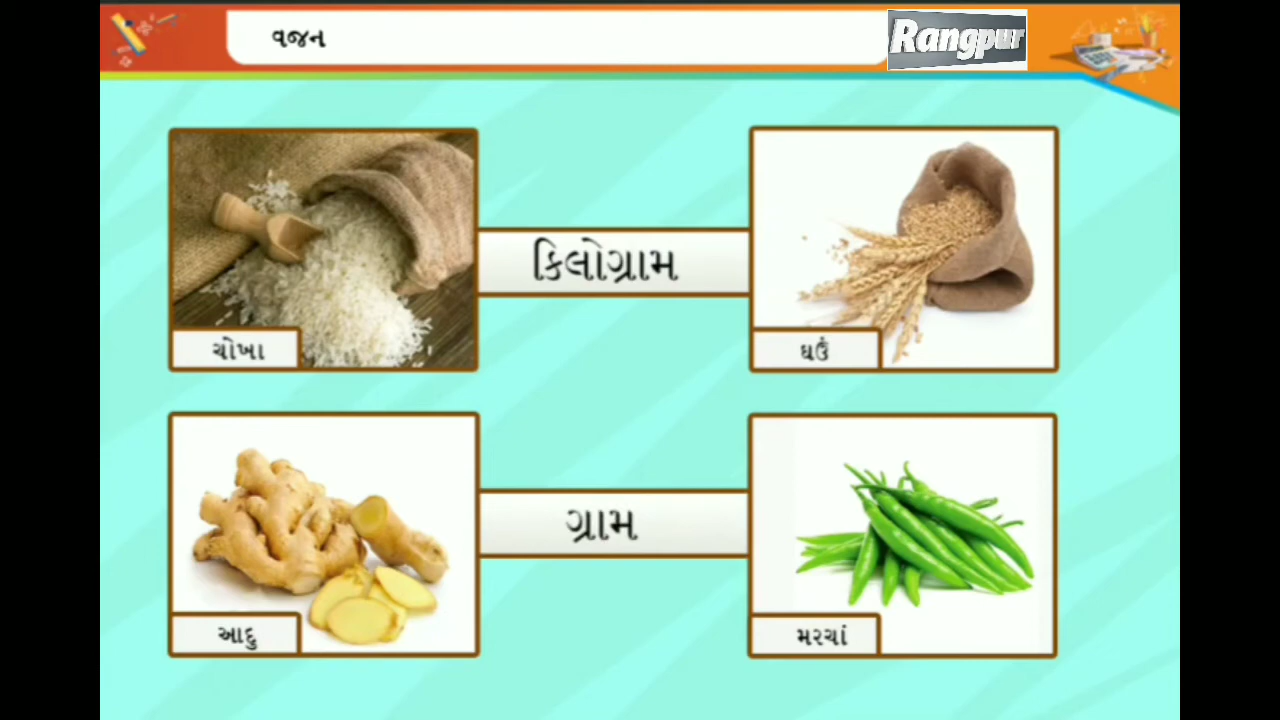 વજન
Rangpur
કિલોગ્રામ
ચોખા
ઘઉં
ગ્રામ
આદુ
મરચાં